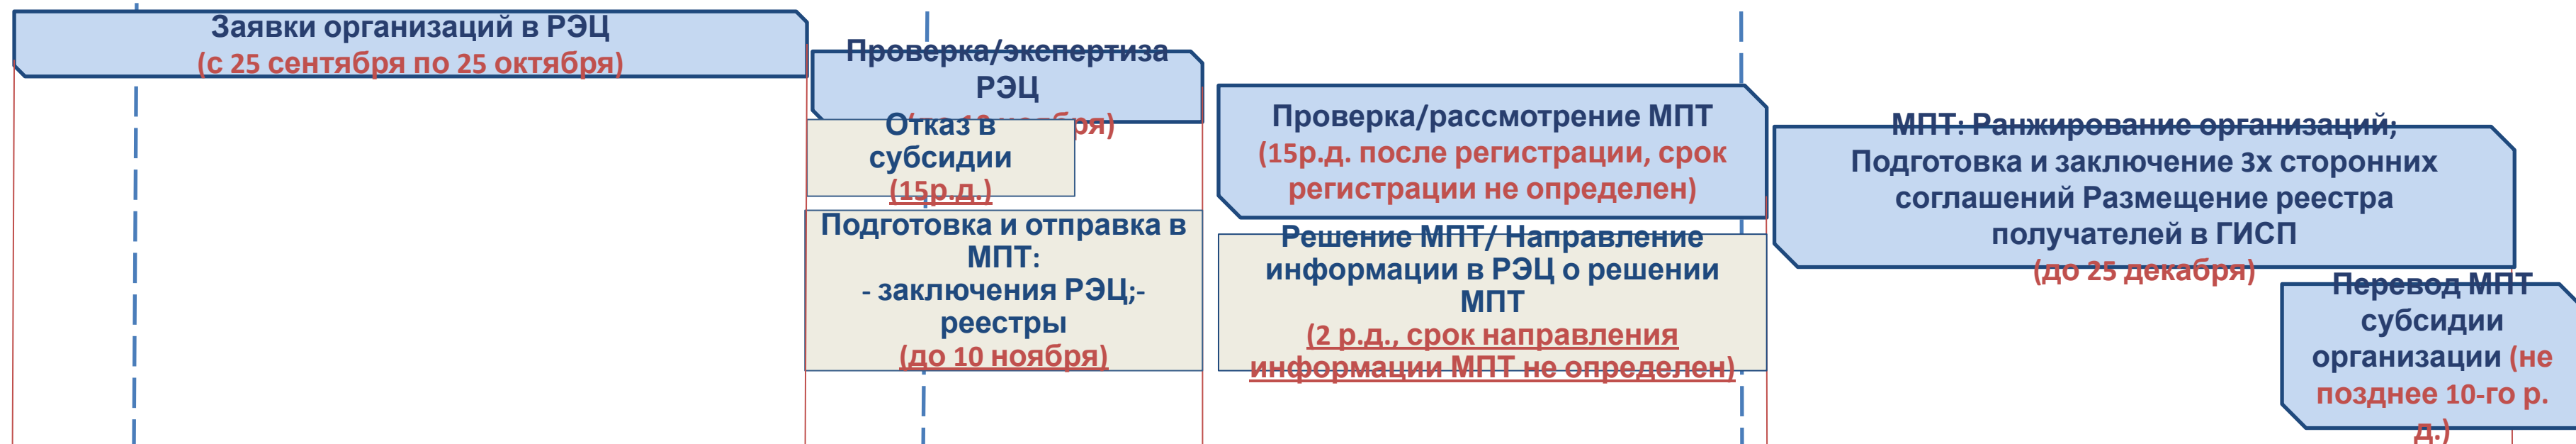 Заявки организаций в РЭЦ
(с 25 сентября по 25 октября)
Проверка/экспертиза
РЭЦ
ря)
Отказ в
субсидии
(15р.д.)
Подготовка и отправка в
МПТ:
- заключения РЭЦ;-
реестры
(до 10 ноября)
Проверка/рассмотрение МПТ
(15р.д. после регистрации, срок
регистрации не определен)
Решение МПТ/ Направление
информации в РЭЦ о решении
МПТ
(2 р.д., срок направления
информации МПТ не определен)
МПТ: Ранжирование организаций;
Подготовка и заключение 3х сторонних
соглашений Размещение реестра
получателей в ГИСП
(до 25 декабря)
Перевод МПТ
субсидии
организации (не
позднее 10-го р.
д.)